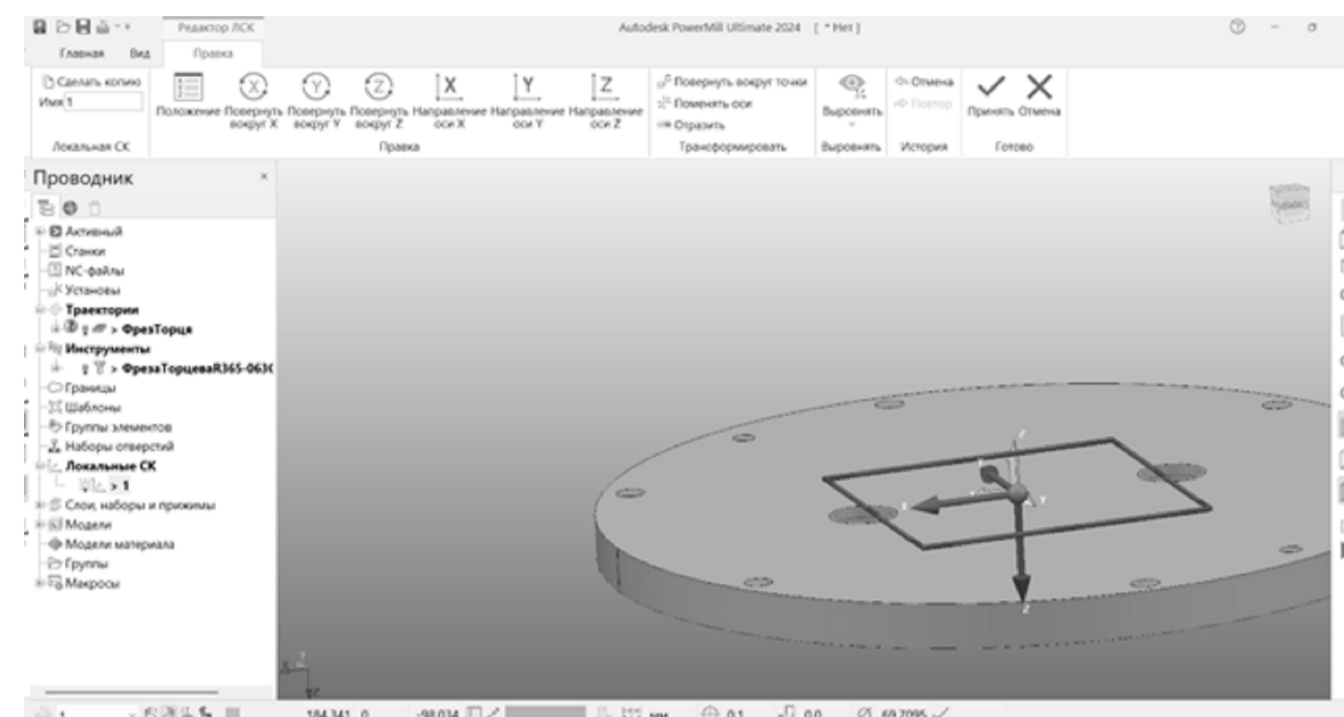 Редактор ЛСК
Autodesk PowerMill Ultimate 2024 [ * Нет ]
Главная Вид Правка
Сделать копию
Имя 1
Положение Повернуть вокруг X Повернуть вокруг Y Повернуть вокруг Z Направление оси X Направление оси Y Направление оси Z
Повернуть вокруг точки
Поменять оси
Отразить
Выровнять
Отмена
Повтор
Принять Отмена
Локальная СК Правка Трансформировать Выровнять История Готово
Проводник
Активный
Станки
NC-файлы
Установы
Траектории
> ФрезТорця
Инструменты
> ФрезаТорцеваR365-063
Границы
Шаблоны
Группы элементов
Наборы отверстий
Локальные СК
> 1
Слои, наборы и прижимы
Модели
Модели материала
Группы
Макросы
X
Y
Z
1 184.341 0 -98.034 мм 0.1 0.0 69.7095